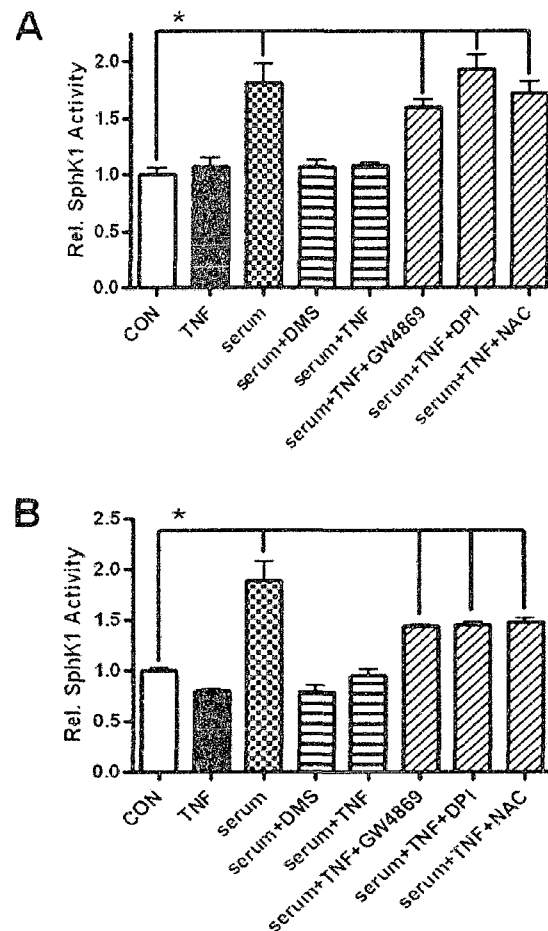 A
*
Rel. SphK1 Activity
2.0
1.5
1.0
0.5
0.0
CON
TNF
serum
serum+DMS
serum+TNF
serum+TNF+GW4869
serum+TNF+DPI
serum+TNF+NAC
B
*
Rel. SphK1 Activity
2.5
2.0
1.5
1.0
0.5
0.0
CON
TNF
serum
serum+DMS
serum+TNF
serum+TNF+GW4869
serum+TNF+DPI
serum+TNF+NAC